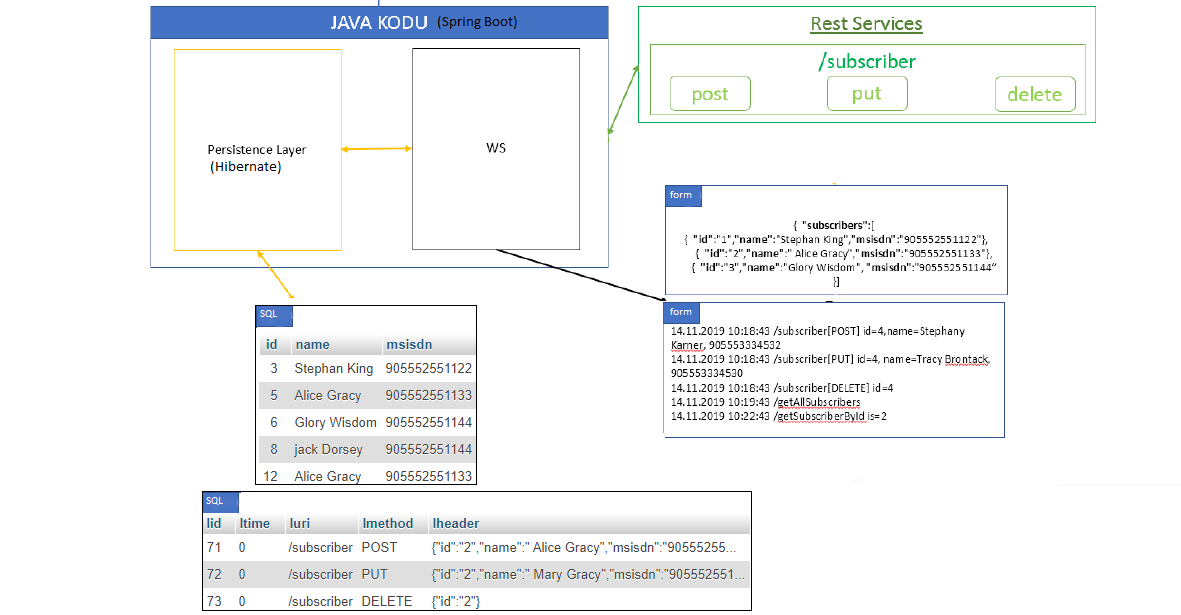 JAVA KODU (Spring Boot)
Persistence Layer
(Hibernate)
WS
Rest Services
/subscriber
post put delete
form
{ "subscribers":[
{ "id":"1","name":"Stephan King","msisdn":"905552551122"},
{ "id":"2","name":" Alice Gracy","msisdn":"905552551133"},
{ "id":"3","name":"Glory Wisdom", "msisdn":"905552551144“
}]
form
14.11.2019 10:18:43 /subscriber[POST] id=4,name=Stephany
Karner, 905553334532
14.11.2019 10:18:43 /subscriber[PUT] id=4, name=Tracy Brontack,
905553334530
14.11.2019 10:18:43 /subscriber[DELETE] id=4
14.11.2019 10:19:43 /getAllSubscribers
14.11.2019 10:22:43 /getSubscriberById is=2
SQL
id name msisdn
3 Stephan King 905552551122
5 Alice Gracy 905552551133
6 Glory Wisdom 905552551144
8 jack Dorsey 905552551144
12 Alice Gracy 905552551133
SQL
lid ltime luri lmethod lheader
71 0 /subscriber POST {"id":"2","name":" Alice Gracy","msisdn":"90555255...
72 0 /subscriber PUT {"id":"2","name":" Mary Gracy","msisdn":"905552551...
73 0 /subscriber DELETE {"id":"2"}